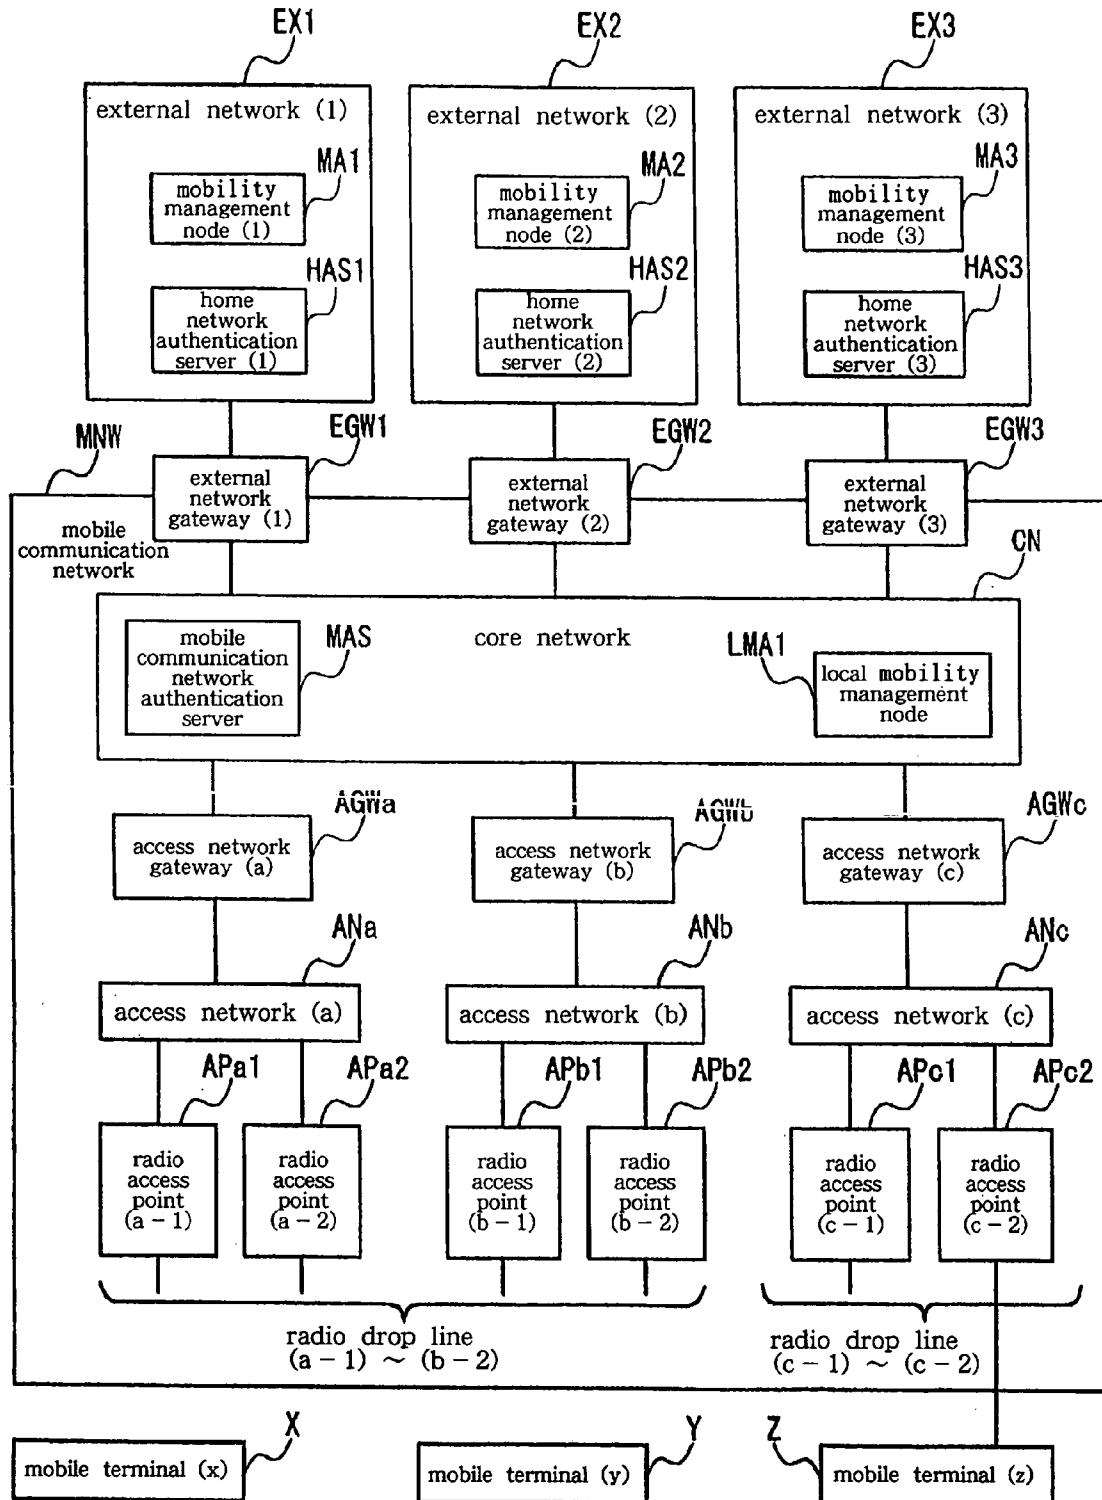 EX1
EX2
EX3
external network (1)
external network (2)
external network (3)
MA1
MA2
MA3
mobility
management
node (1)
mobility
management
node (2)
mobility
management
node (3)
HAS1
HAS2
HAS3
home
network
authentication
server (1)
home
network
authentication
server (2)
home
network
authentication
server (3)
MNW
EGW1
EGW2
EGW3
external
network
gateway (1)
external
network
gateway (2)
external
network
gateway (3)
mobile
communication
network
CN
mobile
communication
network
authentication
server
MAS
core network
LMA1
local mobility
management
node
AGWa
AGWb
AGWc
access network
gateway (a)
access network
gateway (b)
access network
gateway (c)
ANa
ANb
ANc
access network (a)
access network (b)
access network (c)
APa1
APa2
APb1
APb2
APc1
APc2
radio
access
point
(a-1)
radio
access
point
(a-2)
radio
access
point
(b-1)
radio
access
point
(b-2)
radio
access
point
(c-1)
radio
access
point
(c-2)
radio drop line
(a-1) ~ (b-2)
radio drop line
(c-1) ~ (c-2)
X
Y
Z
mobile terminal (x)
mobile terminal (y)
mobile terminal (z)